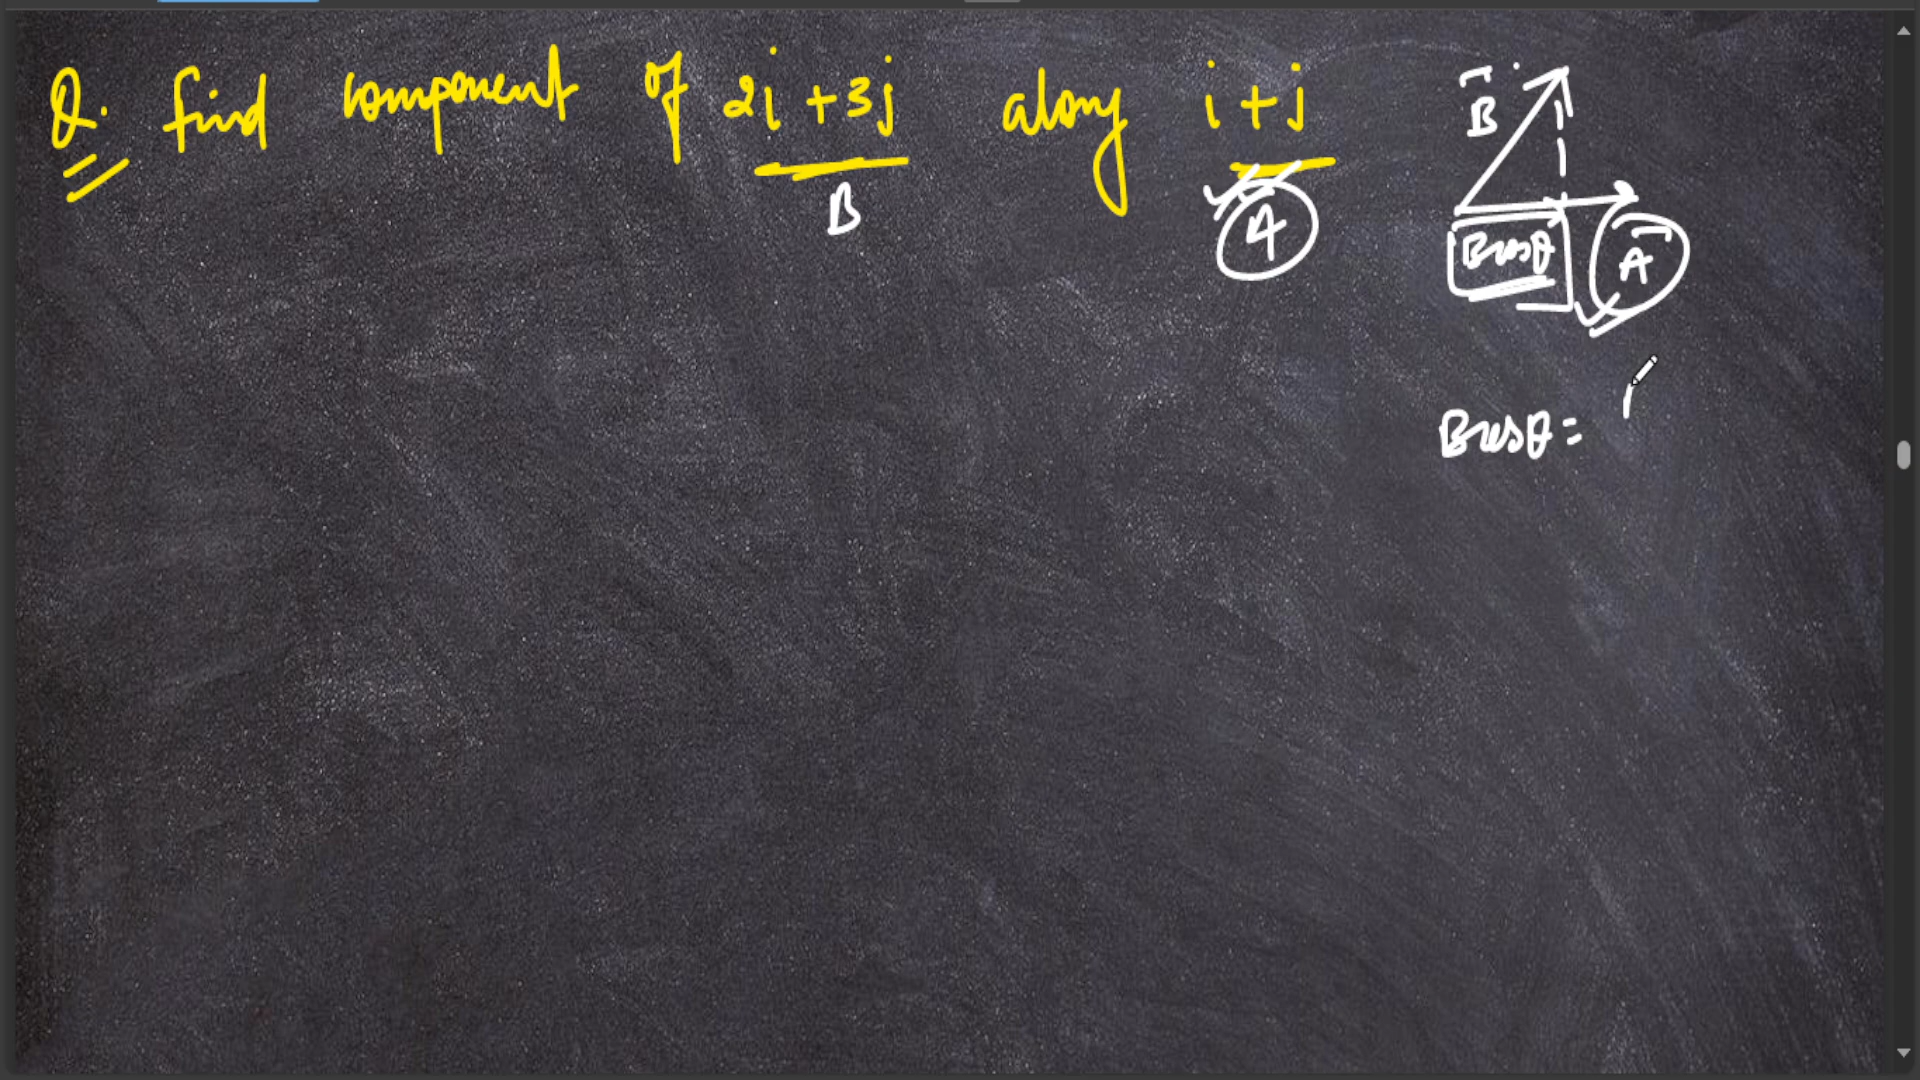 Q. find component of 2i + 3j along i + j
B
A
B
Bcosθ
A
Bcosθ =